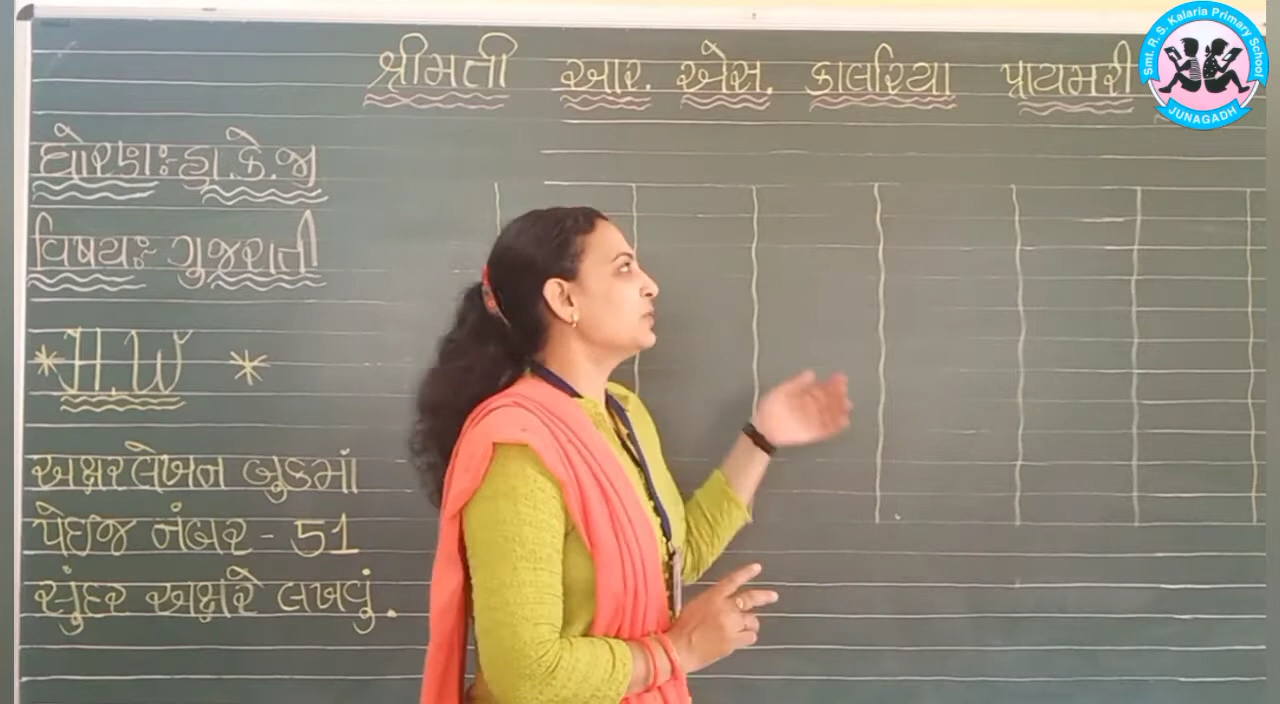 શ્રીમતી આર. એસ. કાલરિયા પ્રાયમરી
Smt. R. S. Kalaria Primary School
JUNAGADH
ધોરણ:- હા.કે.જી
વિષય:- ગુજરાતી
* H.W *
અક્ષરલેખન બુકમાં
પેઈજ નંબર - 51
સુંદર અક્ષરે લખવું.